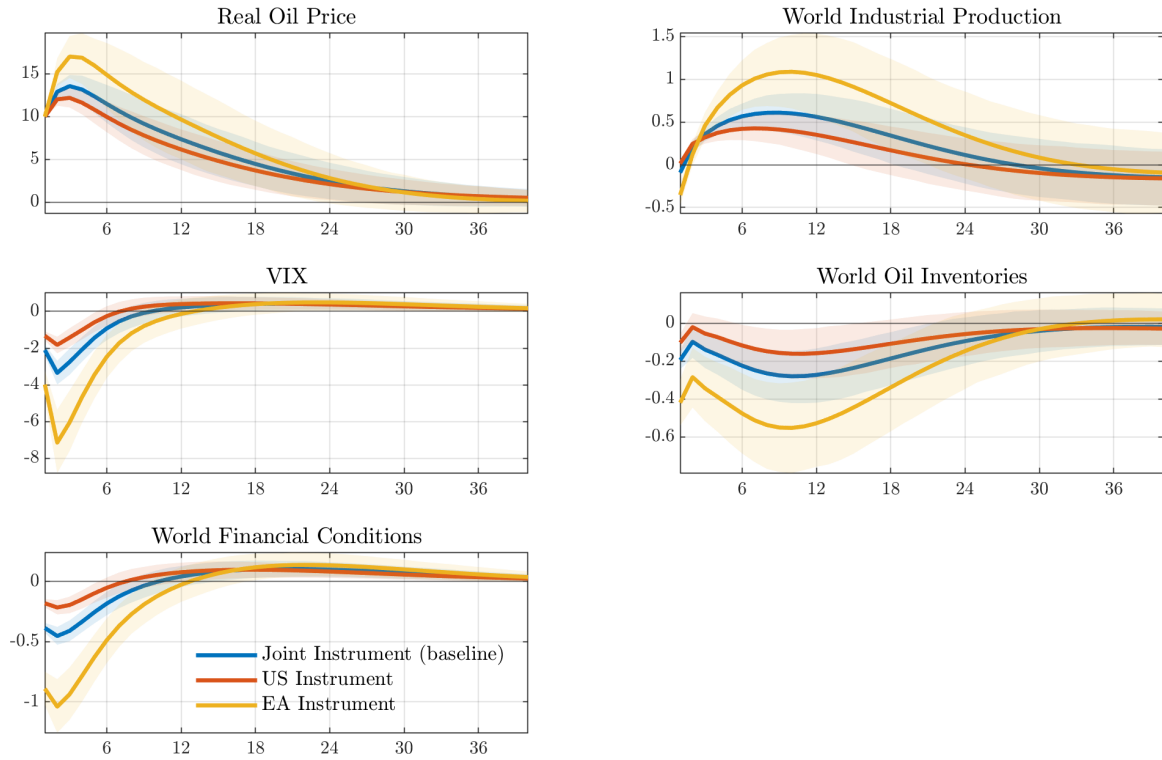 Real Oil Price
15
10
5
0
6 12 18 24 30 36
World Industrial Production
1.5
1
0.5
0
-0.5
6 12 18 24 30 36
VIX
0
-2
-4
-6
-8
6 12 18 24 30 36
World Oil Inventories
0
-0.2
-0.4
-0.6
6 12 18 24 30 36
World Financial Conditions
0
-0.5
-1
6 12 18 24 30 36
Joint Instrument (baseline)
US Instrument
EA Instrument